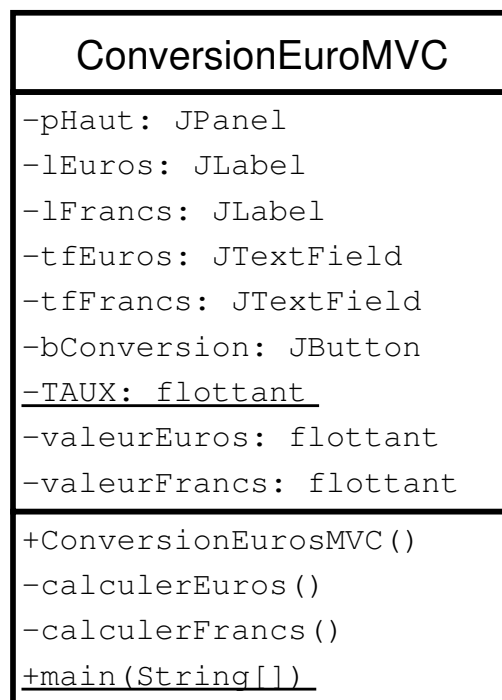 ConversionEuroMVC
-pHaut: JPanel
-lEuros: JLabel
-lFrancs: JLabel
-tfEuros: JTextField
-tfFrancs: JTextField
-bConversion: JButton
-TAUX: flottant
-valeurEuros: flottant
-valeurFrancs: flottant
+ConversionEurosMVC()
-calculerEuros()
-calculerFrancs()
+main(String[])